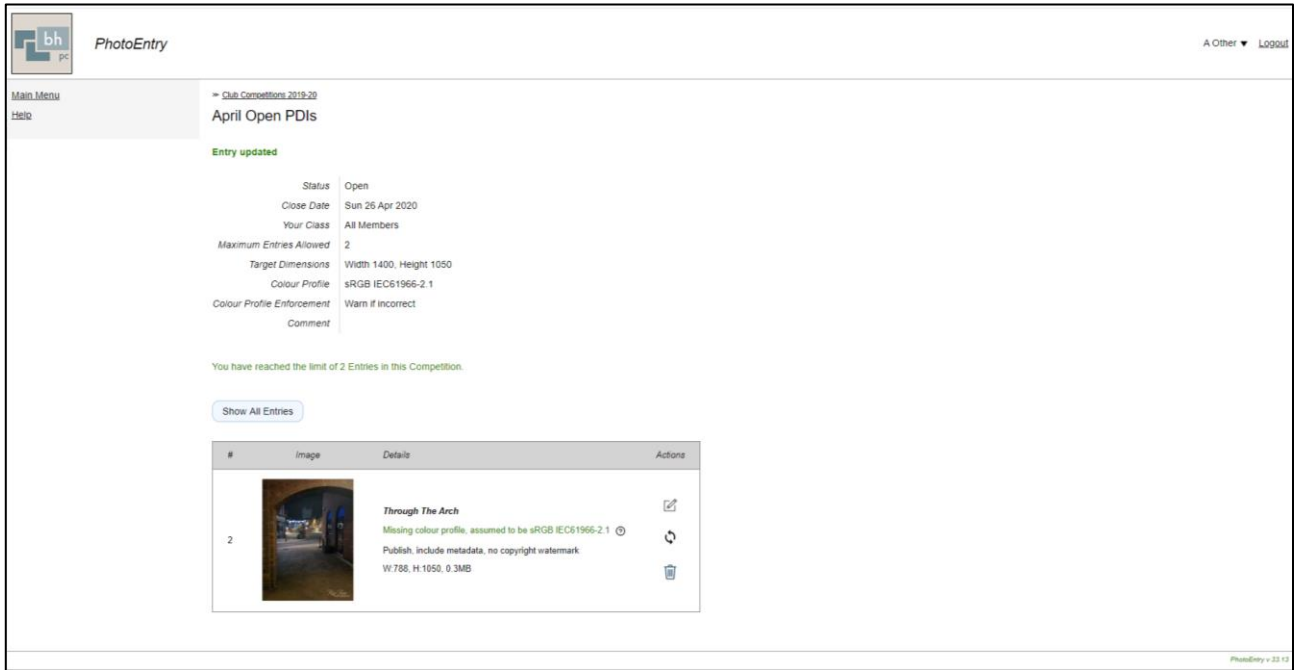 bh
pc
PhotoEntry
A Other ▼ Logout
Main Menu
Help
Club Competitions 2019-20
April Open PDIs
Entry updated
Status Open
Close Date Sun 26 Apr 2020
Your Class All Members
Maximum Entries Allowed 2
Target Dimensions Width 1400, Height 1050
Colour Profile sRGB IEC61966-2.1
Colour Profile Enforcement Warn if incorrect
Comment
You have reached the limit of 2 Entries in this Competition.
Show All Entries
# Image Details Actions
2
Through The Arch
Missing colour profile, assumed to be sRGB IEC61966-2.1
Publish, include metadata, no copyright watermark
W:788, H:1050, 0.3MB